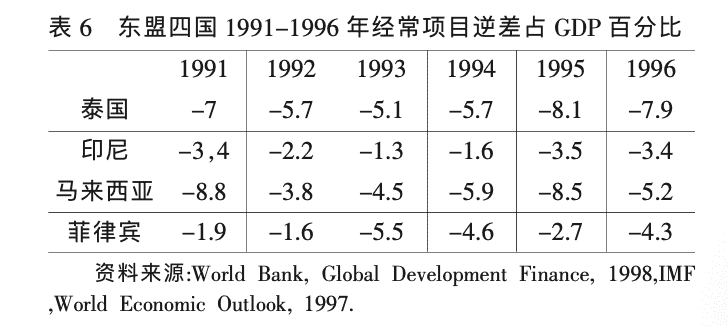 表 6 东盟四国 1991–1996 年经常项目逆差占 GDP 百分比
1991 1992 1993 1994 1995 1996
泰国 –7 –5.7 –5.1 –5.7 –8.1 –7.9
印尼 –3,4 –2.2 –1.3 –1.6 –3.5 –3.4
马来西亚 –8.8 –3.8 –4.5 –5.9 –8.5 –5.2
菲律宾 –1.9 –1.6 –5.5 –4.6 –2.7 –4.3
资料来源:World Bank, Global Development Finance, 1998,IMF
,World Economic Outlook, 1997.